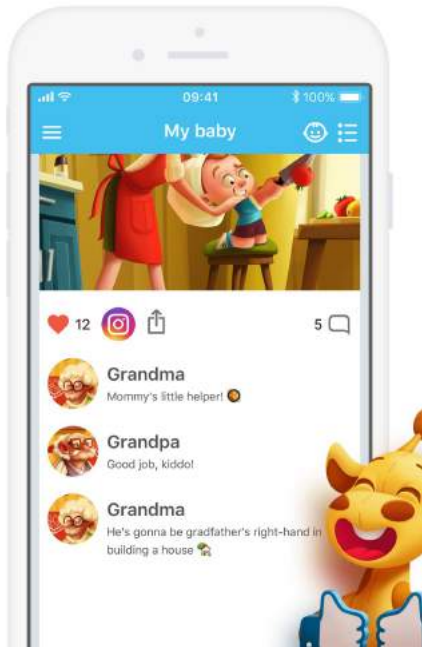 09:41
100%
My baby
12
5
Grandma
Mommy's little helper!
Grandpa
Good job, kiddo!
Grandma
He's gonna be gradfather's right-hand in
building a house